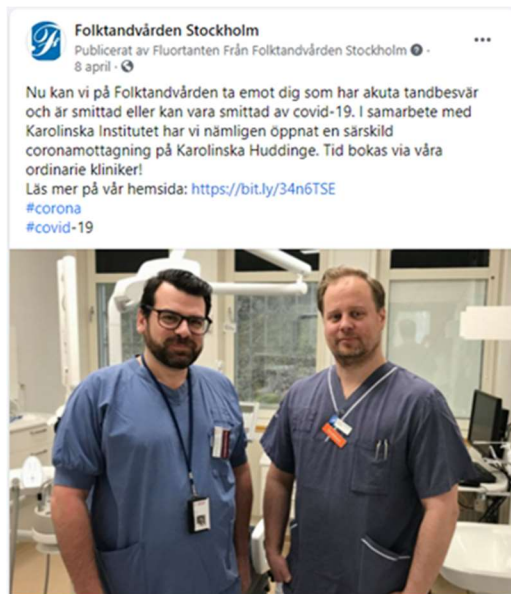 Folktandvården Stockholm
Publicerat av Fluortanten Från Folktandvården Stockholm ·
8 april ·
Nu kan vi på Folktandvården ta emot dig som har akuta tandbesvär
och är smittad eller kan vara smittad av covid-19. I samarbete med
Karolinska Institutet har vi nämligen öppnat en särskild
coronamottagning på Karolinska Huddinge. Tid bokas via våra
ordinarie kliniker!
Läs mer på vår hemsida: https://bit.ly/34n6TSE
#corona
#covid-19